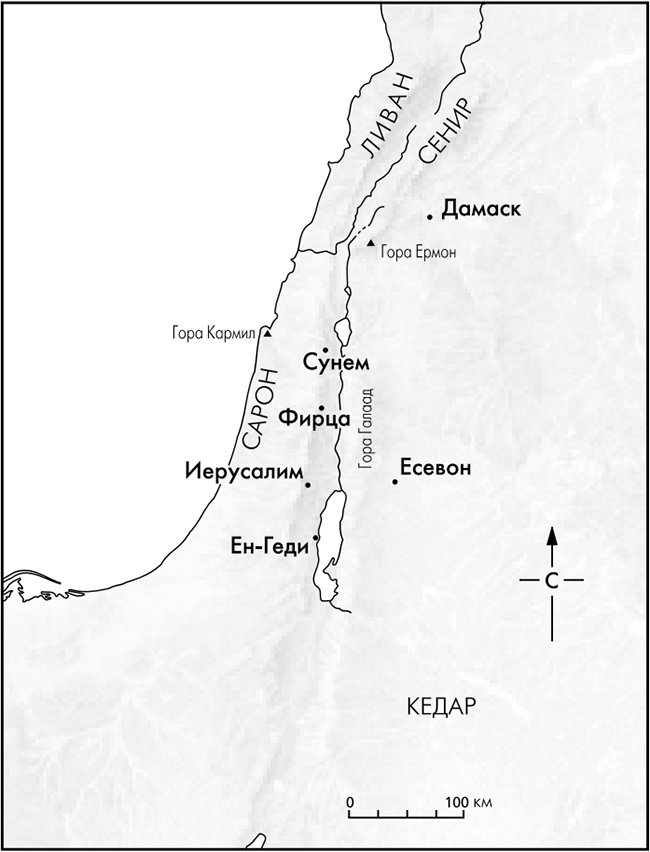 ЛИВАН
СЕНИР
Дамаск
Гора Ермон
Гора Кармил
Сунем
САРОН
Фирца
Гора Галаад
Иерусалим
Есевон
Ен-Геди
С
КЕДАР
0 100 км